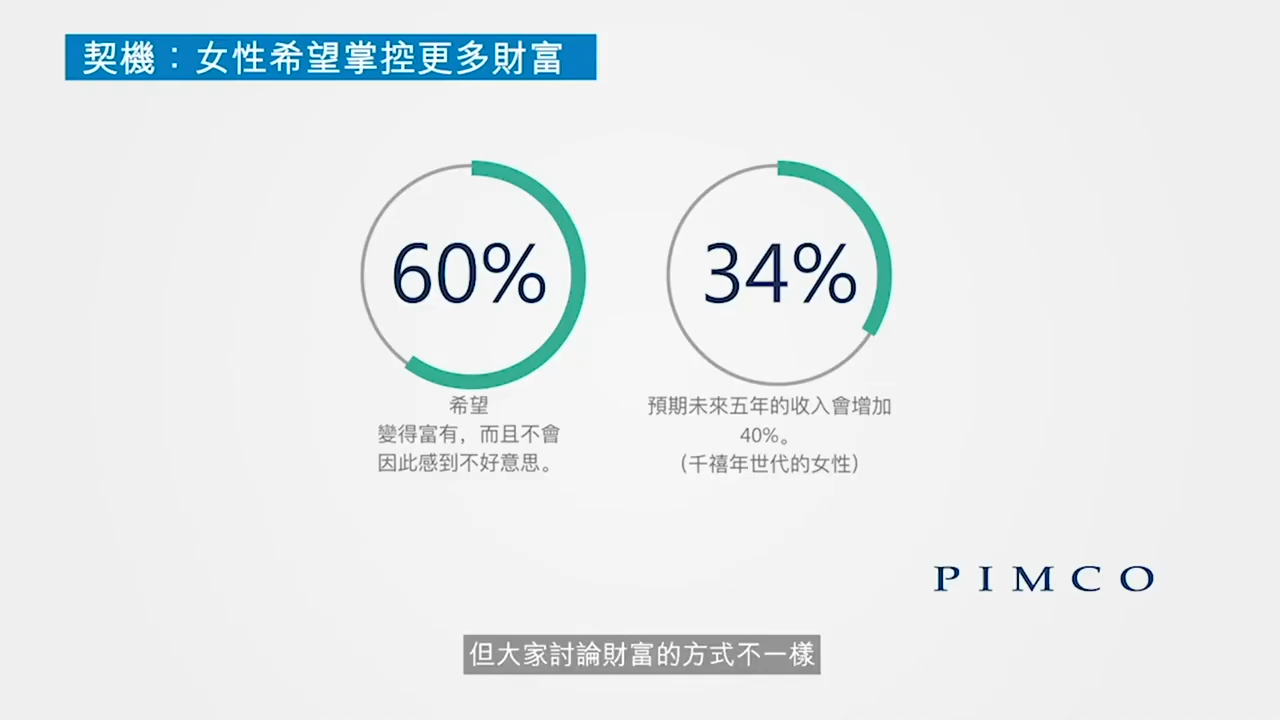 契機：女性希望掌控更多財富
60%
希望
變得富有，而且不會
因此感到不好意思。
34%
預期未來五年的收入會增加
40%。
（千禧年世代的女性）
PIMCO
但大家討論財富的方式不一樣